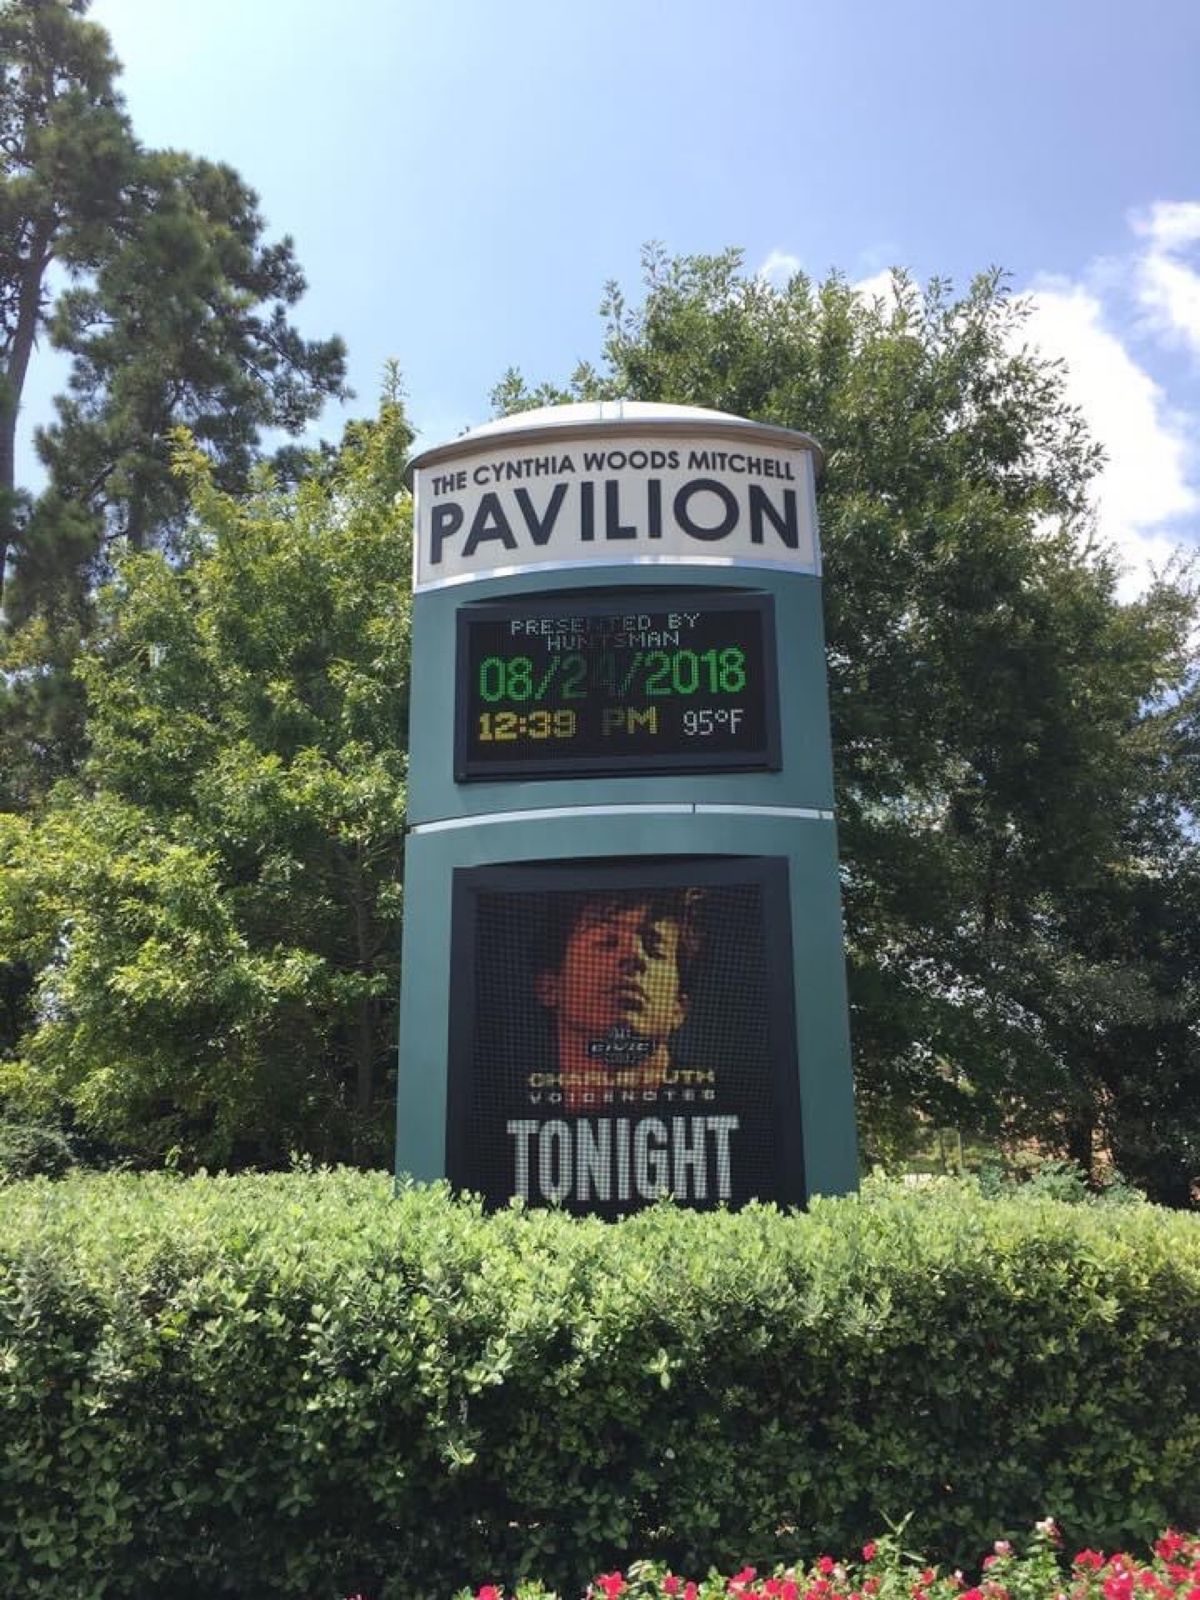 THE CYNTHIA WOODS MITCHELL
PAVILION
PRESENTED BY
HUNTSMAN
08/24/2018
12:39 PM 95°F
CHARLIE PUTH
VOICENOTES
TONIGHT